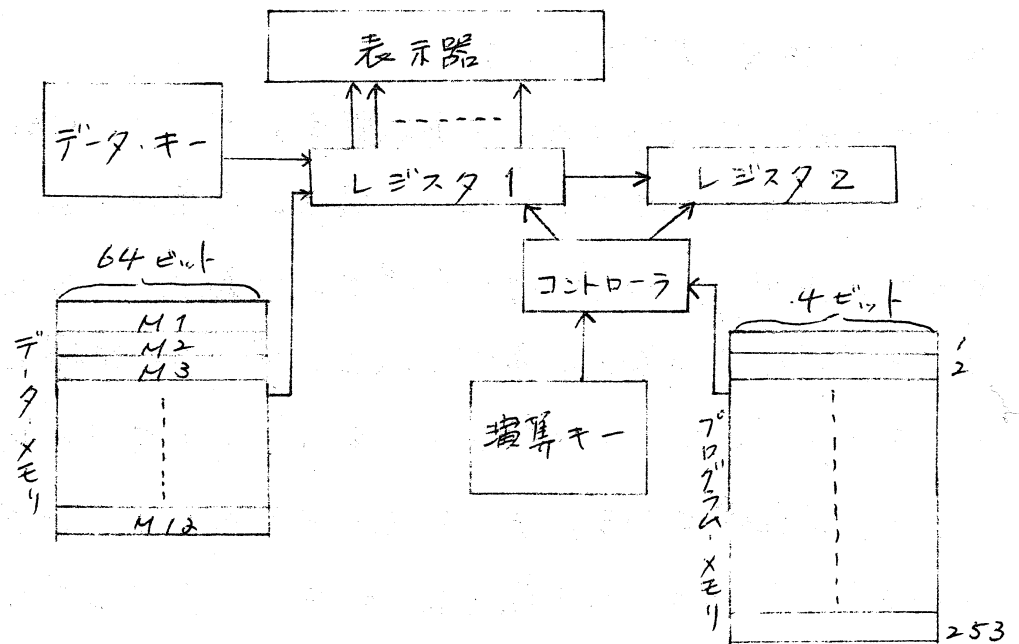 表示器
データ・キー
レジスタ 1
レジスタ 2
64ビット
コントローラ
4ビット
M1
M2
M3
M12
データ・メモリ
演算キー
プログラム・メモリ
1
2
253